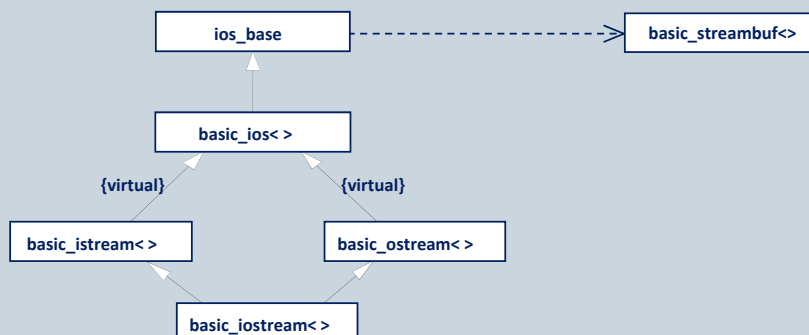 ios_base
basic_streambuf<>
basic_ios< >
{virtual}
{virtual}
basic_istream< >
basic_ostream< >
basic_iostream< >